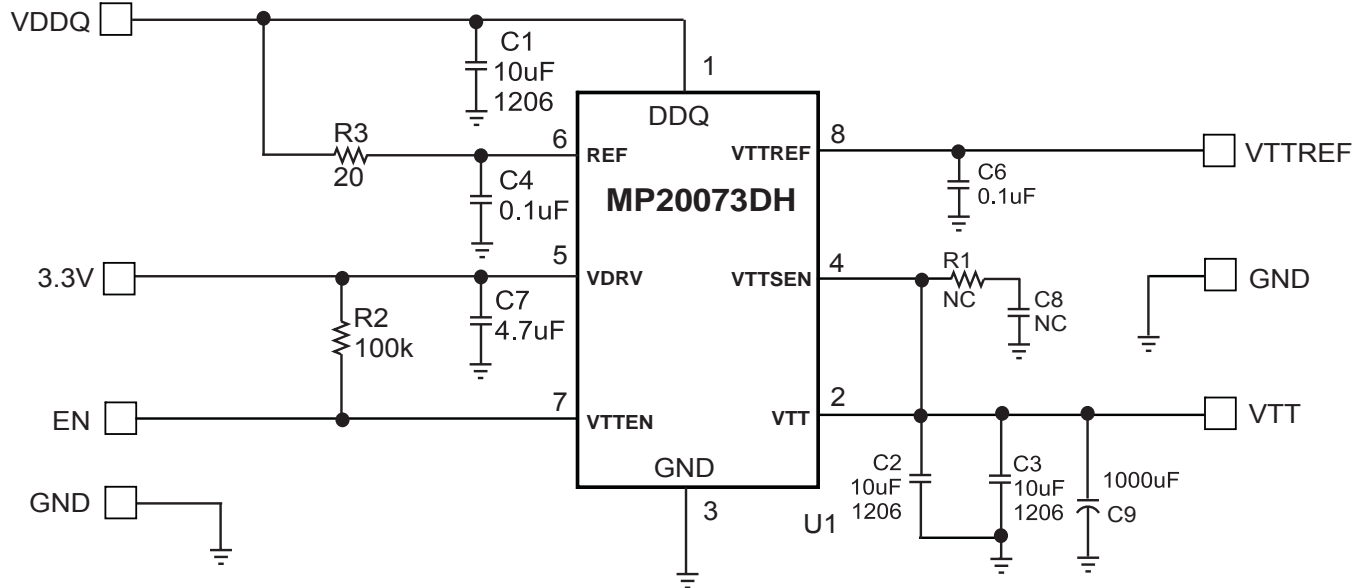 VDDQ
C1
10uF
1206
1
DDQ
R3
20
6
REF
C4
0.1uF
VTTREF
8
VTTREF
C6
0.1uF
MP20073DH
3.3V
5
VDRV
C7
4.7uF
R2
100k
VTTSEN
4
R1
NC
C8
NC
GND
EN
7
VTTEN
VTT
2
VTT
GND
3
U1
C2
10uF
1206
C3
10uF
1206
1000uF
C9
GND